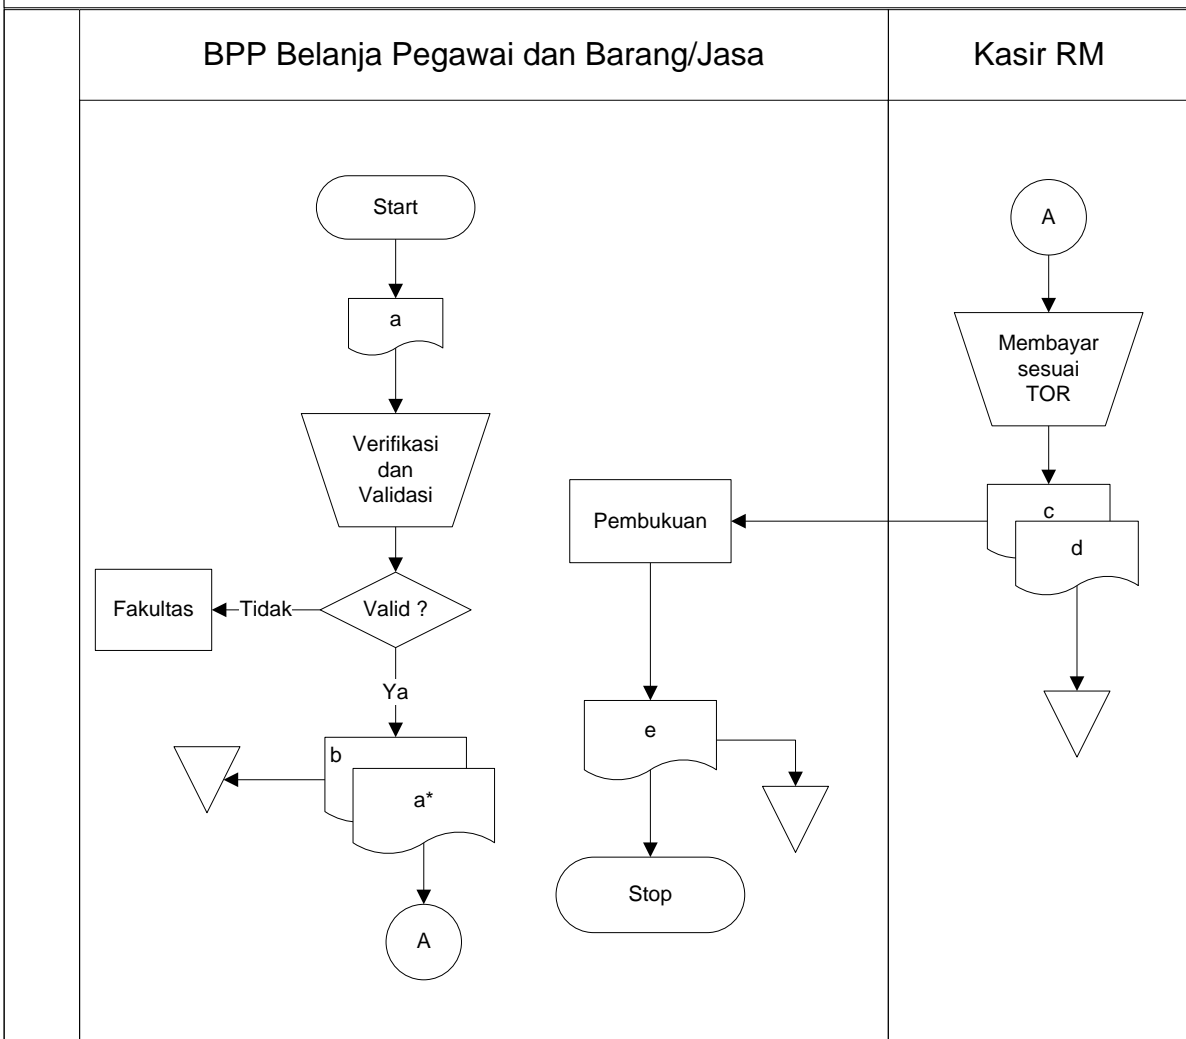 BPP Belanja Pegawai dan Barang/Jasa
Kasir RM
Start
a
Verifikasi
dan
Validasi
Valid ?
Tidak
Fakultas
Ya
b
a*
A
A
Membayar
sesuai
TOR
c
d
Pembukuan
e
Stop